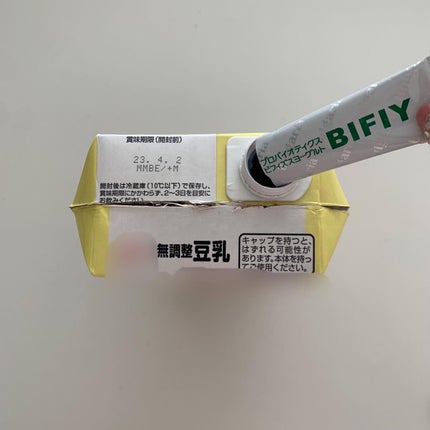 賞味期限(開封前)
23. 4. 2
MMBE/+M
開封後は冷蔵庫(10℃以下)で保存し、
賞味期限にかかわらず、2~3日を目安に
お飲みください。
BIFIY
プロバイオティクス
ビフィズスヨーグルト
無調整豆乳
キャップを持つと、
はずれる可能性が
あります。本体を持っ
てご使用ください。